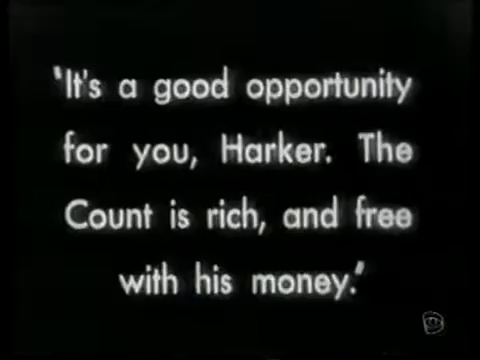 "It's a good opportunity
for you, Harker. The
Count is rich, and free
with his money."